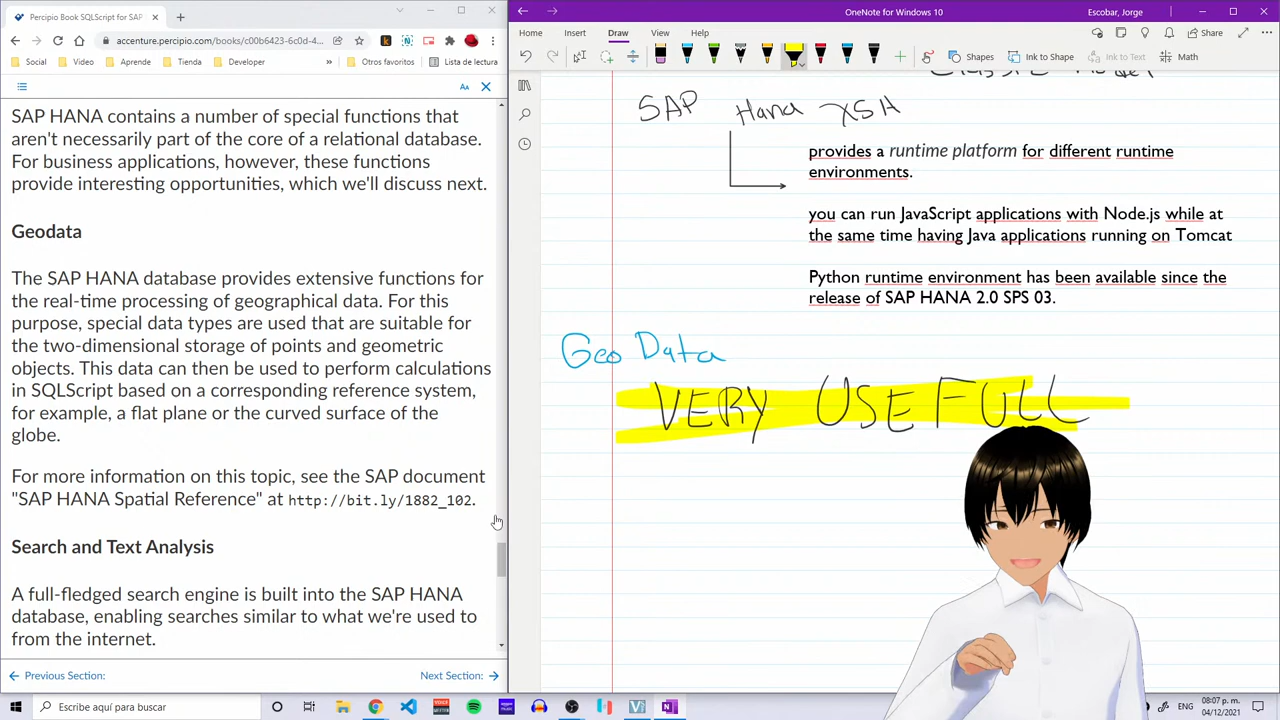 Percipio Book SQLScript for SAP
accenture.percipio.com/books/c00b6423-6c0d-4...
Social
Video
Aprende
Tienda
Developer
Otros favoritos
Lista de lectura
SAP HANA contains a number of special functions that
aren't necessarily part of the core of a relational database.
For business applications, however, these functions
provide interesting opportunities, which we'll discuss next.
Geodata
The SAP HANA database provides extensive functions for
the real-time processing of geographical data. For this
purpose, special data types are used that are suitable for
the two-dimensional storage of points and geometric
objects. This data can then be used to perform calculations
in SQLScript based on a corresponding reference system,
for example, a flat plane or the curved surface of the
globe.
For more information on this topic, see the SAP document
"SAP HANA Spatial Reference" at http://bit.ly/1882_102.
Search and Text Analysis
A full-fledged search engine is built into the SAP HANA
database, enabling searches similar to what we're used to
from the internet.
Previous Section:
Next Section:
OneNote for Windows 10
Escobar, Jorge
Home
Insert
Draw
View
Help
Share
Shapes
Ink to Shape
Ink to Text
Math
SAP Hana XSA
provides a runtime platform for different runtime
environments.
you can run JavaScript applications with Node.js while at
the same time having Java applications running on Tomcat
Python runtime environment has been available since the
release of SAP HANA 2.0 SPS 03.
Geo Data
VERY USEFULL
Escribe aquí para buscar
ENG
08:07 p.m.
04/12/2021